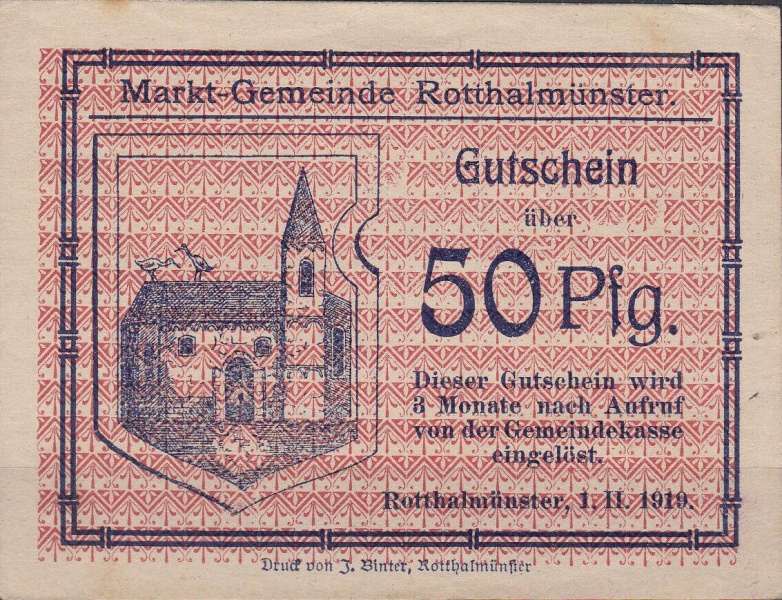 Markt-Gemeinde Rotthalmünster.
Gutschein
über
50 Pfg.
Dieser Gutschein wird
3 Monate nach Aufruf
von der Gemeindekasse
eingelöst.
Rotthalmünster, 1. II. 1919.
Druck von J. Binter, Rotthalmünster